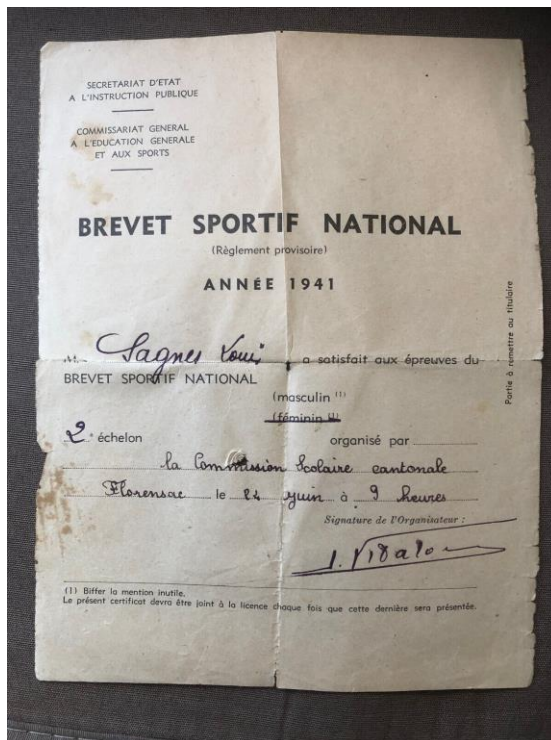 SECRETARIAT D'ETAT
A L'INSTRUCTION PUBLIQUE
COMMISSARIAT GENERAL
A L'EDUCATION GENERALE
ET AUX SPORTS
BREVET SPORTIF NATIONAL
(Règlement provisoire)
ANNÉE 1941
M. Sagnes Louis a satisfait aux épreuves du
BREVET SPORTIF NATIONAL
(masculin (1)
(féminin (1)
2e échelon organisé par
la Commission Scolaire cantonale
Florensac le 24 juin à 9 heures
Signature de l'Organisateur :
(1) Biffer la mention inutile.
Le présent certificat devra être joint à la licence chaque fois que cette dernière sera présentée.
Partie à remettre au titulaire